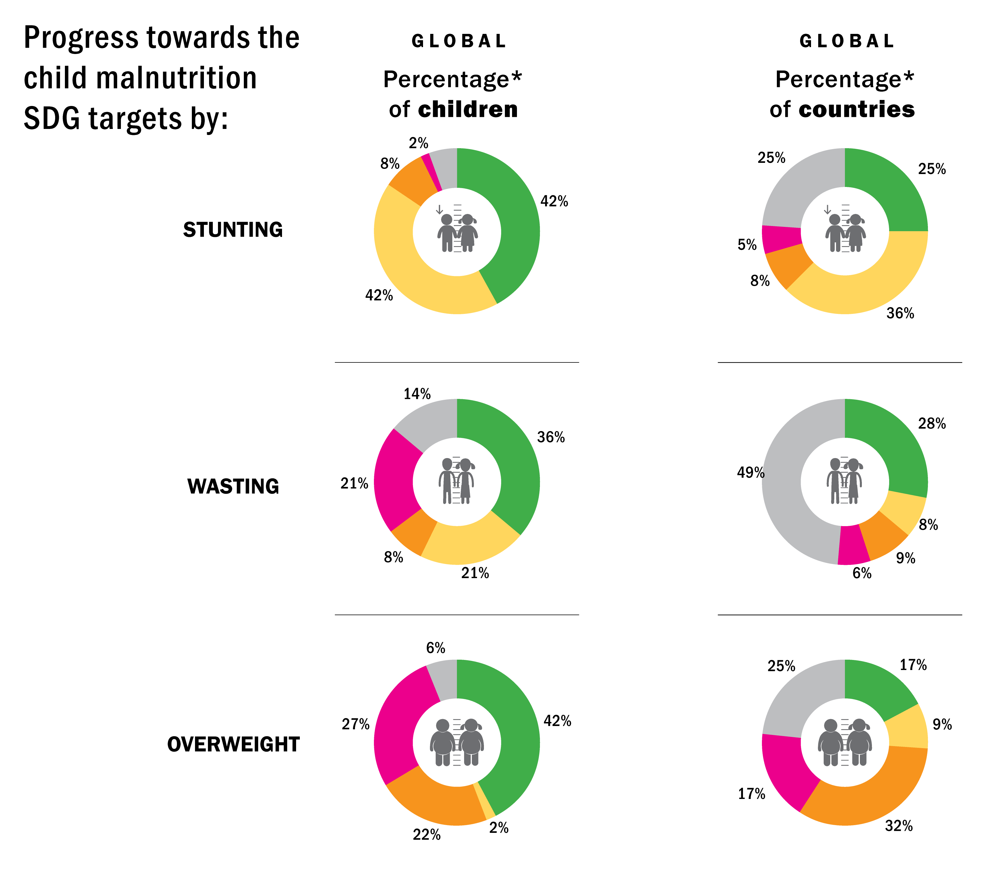 Progress towards the
child malnutrition
SDG targets by:
GLOBAL
Percentage*
of children
GLOBAL
Percentage*
of countries
STUNTING
2%
8%
42%
42%
25%
25%
5%
8%
36%
WASTING
14%
36%
21%
8%
21%
28%
49%
8%
9%
6%
OVERWEIGHT
6%
27%
42%
22%
2%
25%
17%
9%
17%
32%